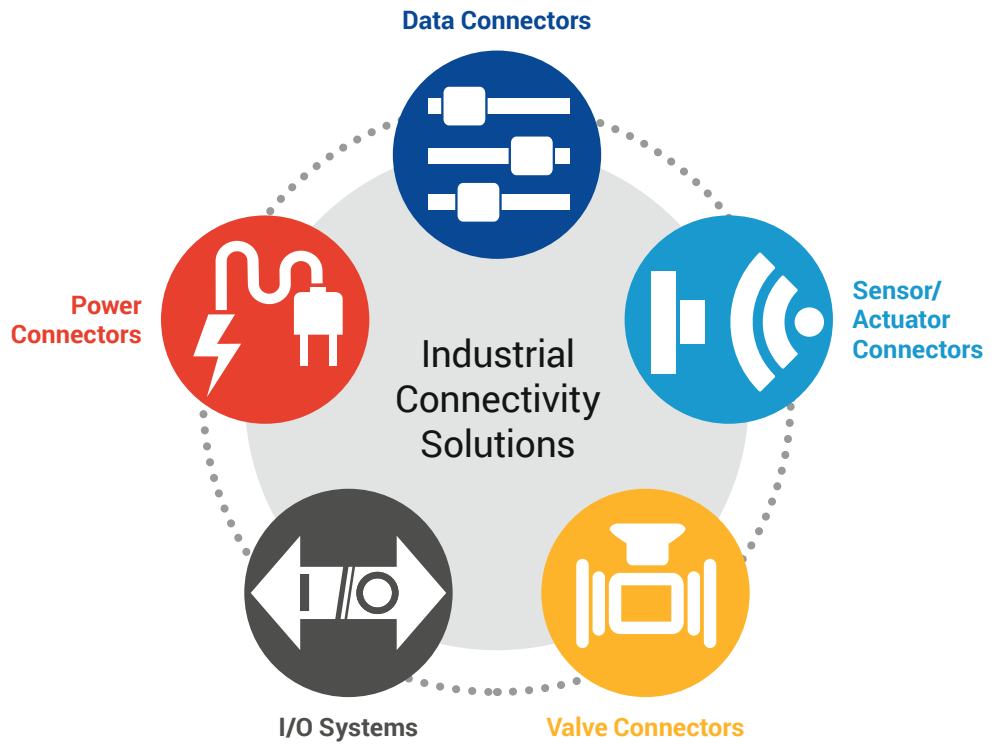 Data Connectors
Sensor/
Actuator
Connectors
Power
Connectors
Industrial
Connectivity
Solutions
I/O
I/O Systems
Valve Connectors